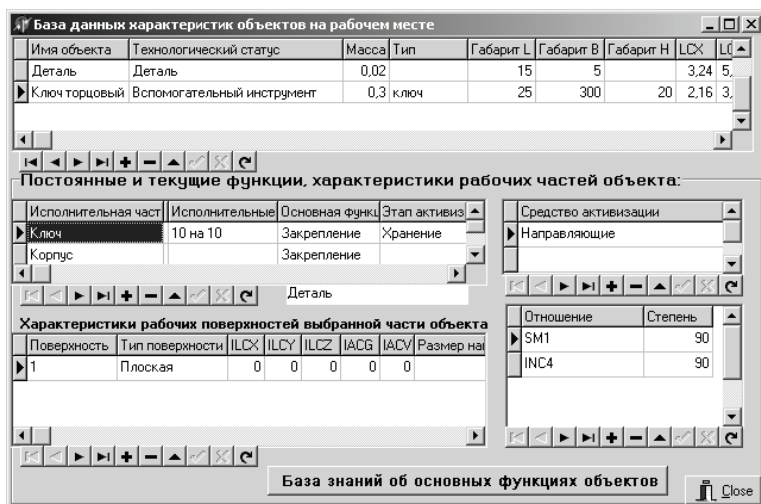 База данных характеристик объектов на рабочем месте
Имя объекта Технологический статус Масса Тип Габарит L Габарит B Габарит H LCX
Деталь Деталь 0,02 15 5 3,24 5,
Ключ торцовый Вспомогательный инструмент 0,3 ключ 25 300 20 2,16 3,
Постоянные и текущие функции, характеристики рабочих частей объекта:
Исполнительная част Исполнительные Основная функц Этап активиз
Ключ 10 на 10 Закрепление Хранение
Корпус Закрепление
Деталь
Средство активизации
Направляющие
Характеристики рабочих поверхностей выбранной части объекта
Поверхность Тип поверхности ILCX ILCY ILCZ IACG IACV Размер наи
1 Плоская 0 0 0 0 0
Отношение Степень
SM1 90
INC4 90
База знаний об основных функциях объектов
Close